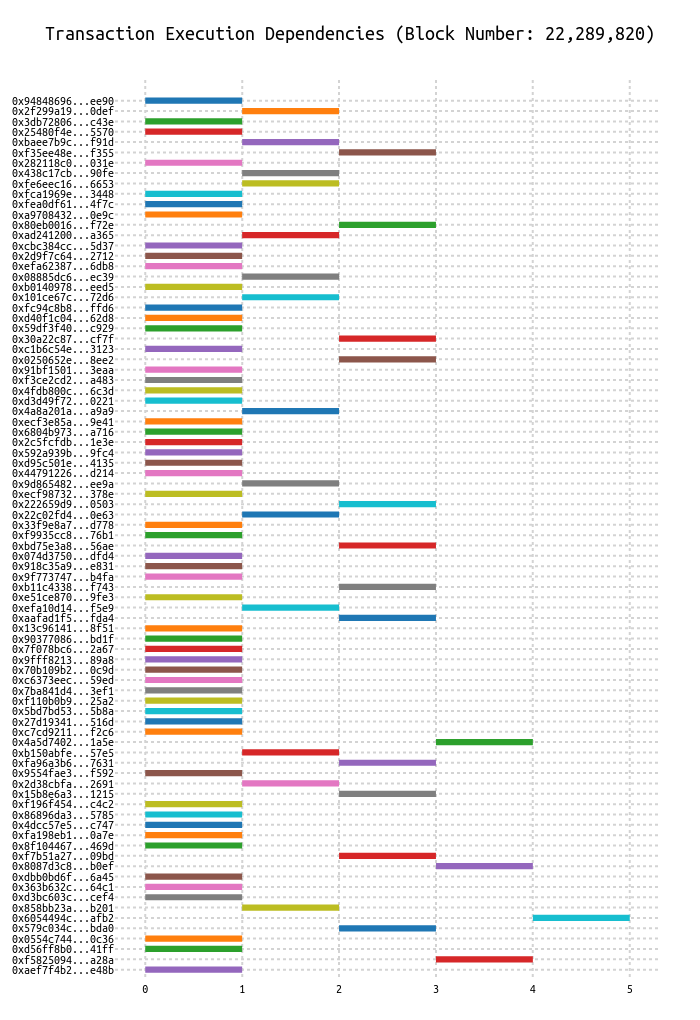 Transaction Execution Dependencies (Block Number: 22,289,820)
0x94848696...ee90
0x2f299a19...0def
0x3db72806...c43e
0x25480f4e...5570
0xbaee7b9c...f91d
0xf35ee48e...f355
0x282118c0...031e
0x438c17cb...90fe
0xfe6eec16...6653
0xfca1969e...3448
0xfea0df61...4f7c
0xa9708432...0e9c
0x80eb0016...f72e
0xad241200...a365
0xcbc384cc...5d37
0x2d9f7c64...2712
0xefa62387...6db8
0x08885dc6...ec39
0xb0140978...eed5
0x101ce67c...72d6
0xfc94c8b8...ffd6
0xd40f1c04...62d8
0x59df3f40...c929
0x30a22c87...cf7f
0xc1b6c54e...3123
0x0250652e...8ee2
0x91bf1501...3eaa
0xf3ce2cd2...a483
0x4fdb800c...6c3d
0xd3d49f72...0221
0x4a8a201a...a9a9
0xecf3e85a...9e41
0x6804b973...a716
0x2c5fcfdb...1e3e
0x592a939b...9fc4
0xd95c501e...4135
0x44791226...d214
0x9d865482...ee9a
0xecf98732...378e
0x222659d9...0503
0x22c02fd4...0e63
0x33f9e8a7...d778
0xf9935cc8...76b1
0xbd75e3a8...56ae
0x074d3750...dfd4
0x918c35a9...e831
0x9f773747...b4fa
0xb11c4338...f743
0xe51ce870...9fe3
0xefa10d14...f5e9
0xaafad1f5...fda4
0x13c96141...8f51
0x90377086...bd1f
0x7f078bc6...2a67
0x9fff8213...89a8
0x70b109b2...0c9d
0xc6373eec...59ed
0x7ba841d4...3ef1
0xf110b0b9...25a2
0x5bd7bd53...5b8a
0x27d19341...516d
0xc7cd9211...f2c6
0x4a5d7402...1a5e
0xb150abfe...57e5
0xfa96a3b6...7631
0x9554fae3...f592
0x2d38cbfa...2691
0x15b8e6a3...1215
0xf196f454...c4c2
0x86896da3...5785
0x4dcc57e5...c747
0xfa198eb1...0a7e
0x8f104467...469d
0xf7b51a27...09bd
0x8087d3c8...b0ef
0xdbb0bd6f...6a45
0x363b632c...64c1
0xd3bc603c...cef4
0x858bb23a...b201
0x6054494c...afb2
0x579c034c...bda0
0x0554c744...0c36
0xd56ff8b0...41ff
0xf5825094...a28a
0xaef7f4b2...e48b
0 1 2 3 4 5